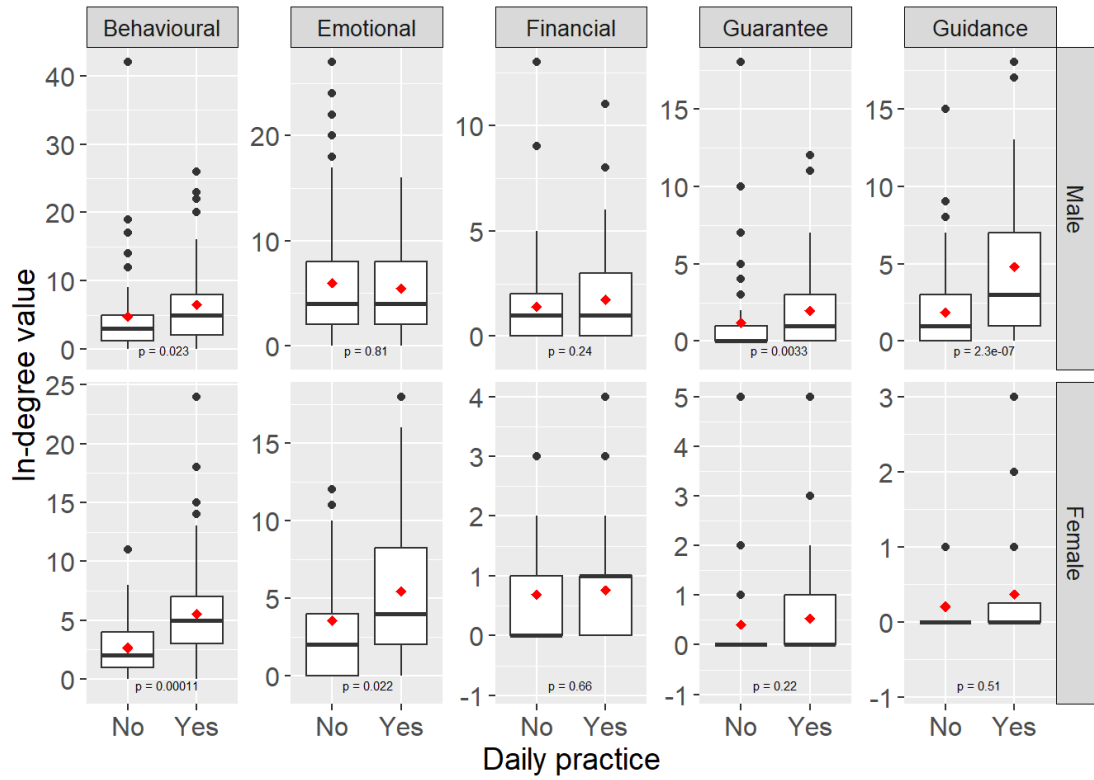 Behavioural Emotional Financial Guarantee Guidance
In-degree value
40
30
20
10
0
p = 0.023
20
10
0
p = 0.81
10
5
0
p = 0.24
15
10
5
0
p = 0.0033
15
10
5
0
p = 2.3e-07
Male
25
20
15
10
5
0
p = 0.00011
15
10
5
0
p = 0.022
4
3
2
1
0
-1
p = 0.66
5
4
3
2
1
0
-1
p = 0.22
3
2
1
0
-1
p = 0.51
Female
No Yes No Yes No Yes No Yes No Yes
Daily practice